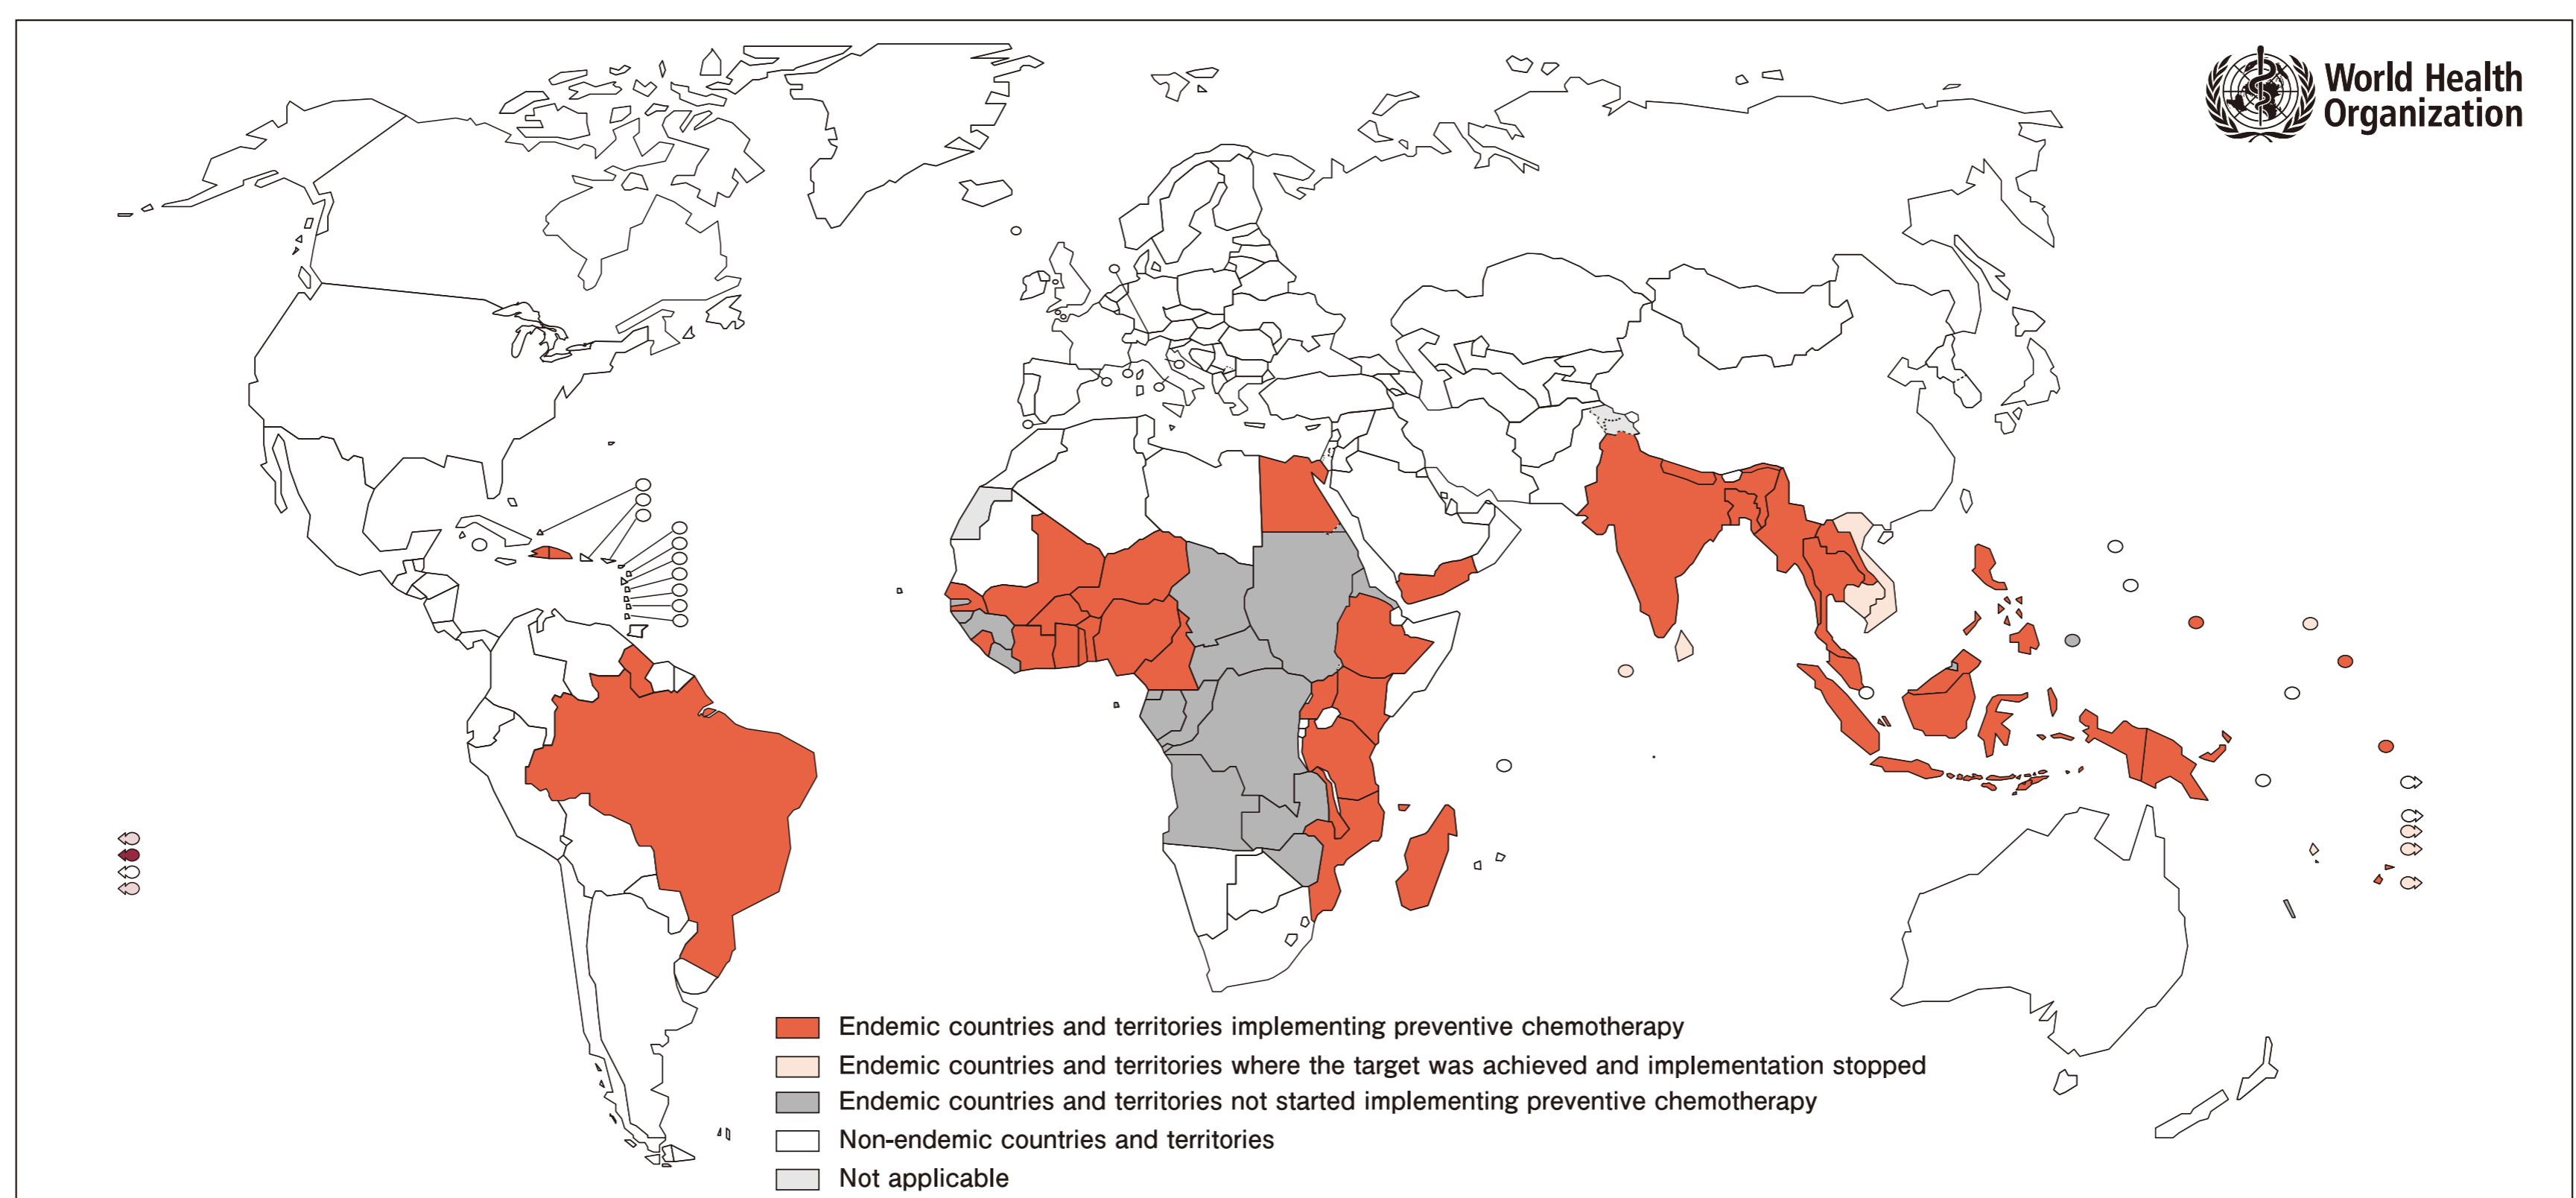 World Health
Organization
Endemic countries and territories implementing preventive chemotherapy
Endemic countries and territories where the target was achieved and implementation stopped
Endemic countries and territories not started implementing preventive chemotherapy
Non-endemic countries and territories
Not applicable